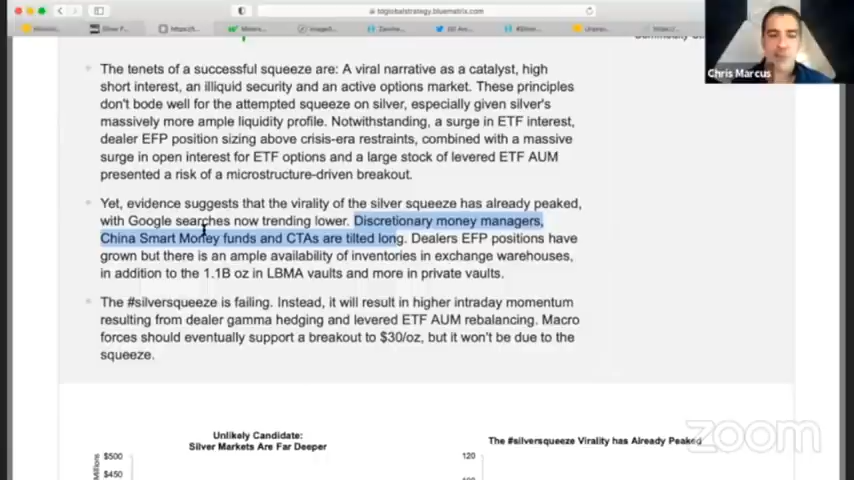 tdglobalstrategy.bluematrix.com
Chris Marcus
The tenets of a successful squeeze are: A viral narrative as a catalyst, high
short interest, an illiquid security and an active options market. These principles
don't bode well for the attempted squeeze on silver, especially given silver's
massively more ample liquidity profile. Notwithstanding, a surge in ETF interest,
dealer EFP position sizing above crisis-era restraints, combined with a massive
surge in open interest for ETF options and a large stock of levered ETF AUM
presented a risk of a microstructure-driven breakout.
Yet, evidence suggests that the virality of the silver squeeze has already peaked,
with Google searches now trending lower. Discretionary money managers,
China Smart Money funds and CTAs are tilted long. Dealers EFP positions have
grown but there is an ample availability of inventories in exchange warehouses,
in addition to the 1.1B oz in LBMA vaults and more in private vaults.
The #silversqueeze is failing. Instead, it will result in higher intraday momentum
resulting from dealer gamma hedging and levered ETF AUM rebalancing. Macro
forces should eventually support a breakout to $30/oz, but it won't be due to the
squeeze.
Unlikely Candidate:
Silver Markets Are Far Deeper
The #silversqueeze Virality has Already Peaked
zoom
$500
$450
Millions
120